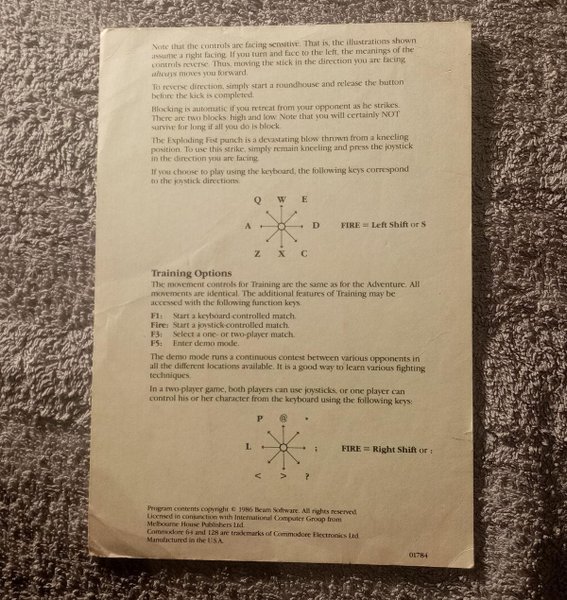 Note that the controls are facing sensitive. That is, the illustrations shown
assume a right facing. If you turn and face to the left, the meanings of the
controls reverse. Thus, moving the stick in the direction you are facing
always moves you forward.
To reverse direction, simply start a roundhouse and release the button
before the kick is completed.
Blocking is automatic if you retreat from your opponent as he strikes.
There are two blocks: high and low. Note that you will certainly NOT
survive for long if all you do is block.
The Exploding Fist punch is a devastating blow thrown from a kneeling
position. To use this strike, simply remain kneeling and press the joystick
in the direction you are facing.
If you choose to play using the keyboard, the following keys correspond
to the joystick directions.
Q W E
A D FIRE = Left Shift or S
Z X C
Training Options
The movement controls for Training are the same as for the Adventure. All
movements are identical. The additional features of Training may be
accessed with the following function keys.
F1: Start a keyboard-controlled match.
Fire: Start a joystick-controlled match.
F3: Select a one- or two-player match.
F5: Enter demo mode.
The demo mode runs a continuous contest between various opponents in
all the different locations available. It is a good way to learn various fighting
techniques.
In a two-player game, both players can use joysticks, or one player can
control his or her character from the keyboard using the following keys:
P @ *
L ; FIRE = Right Shift or :
< > ?
Program contents copyright © 1986 Beam Software. All rights reserved.
Licensed in conjunction with International Computer Group from
Melbourne House Publishers Ltd.
Commodore 64 and 128 are trademarks of Commodore Electronics Ltd.
Manufactured in the U.S.A.
01784